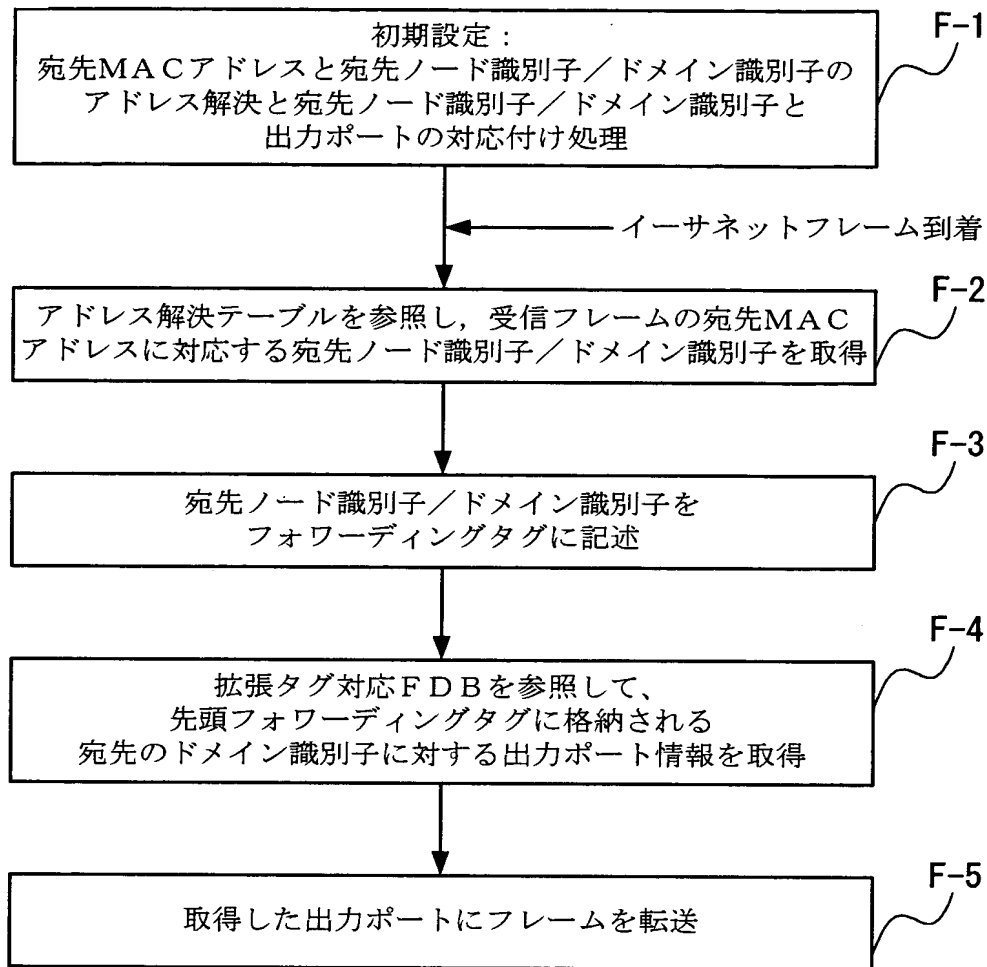 初期設定：
宛先MACアドレスと宛先ノード識別子／ドメイン識別子の
アドレス解決と宛先ノード識別子／ドメイン識別子と
出力ポートの対応付け処理
F-1
イーサネットフレーム到着
F-2
アドレス解決テーブルを参照し，受信フレームの宛先MAC
アドレスに対応する宛先ノード識別子／ドメイン識別子を取得
F-3
宛先ノード識別子／ドメイン識別子を
フォワーディングタグに記述
F-4
拡張タグ対応FDBを参照して、
先頭フォワーディングタグに格納される
宛先のドメイン識別子に対する出力ポート情報を取得
F-5
取得した出力ポートにフレームを転送